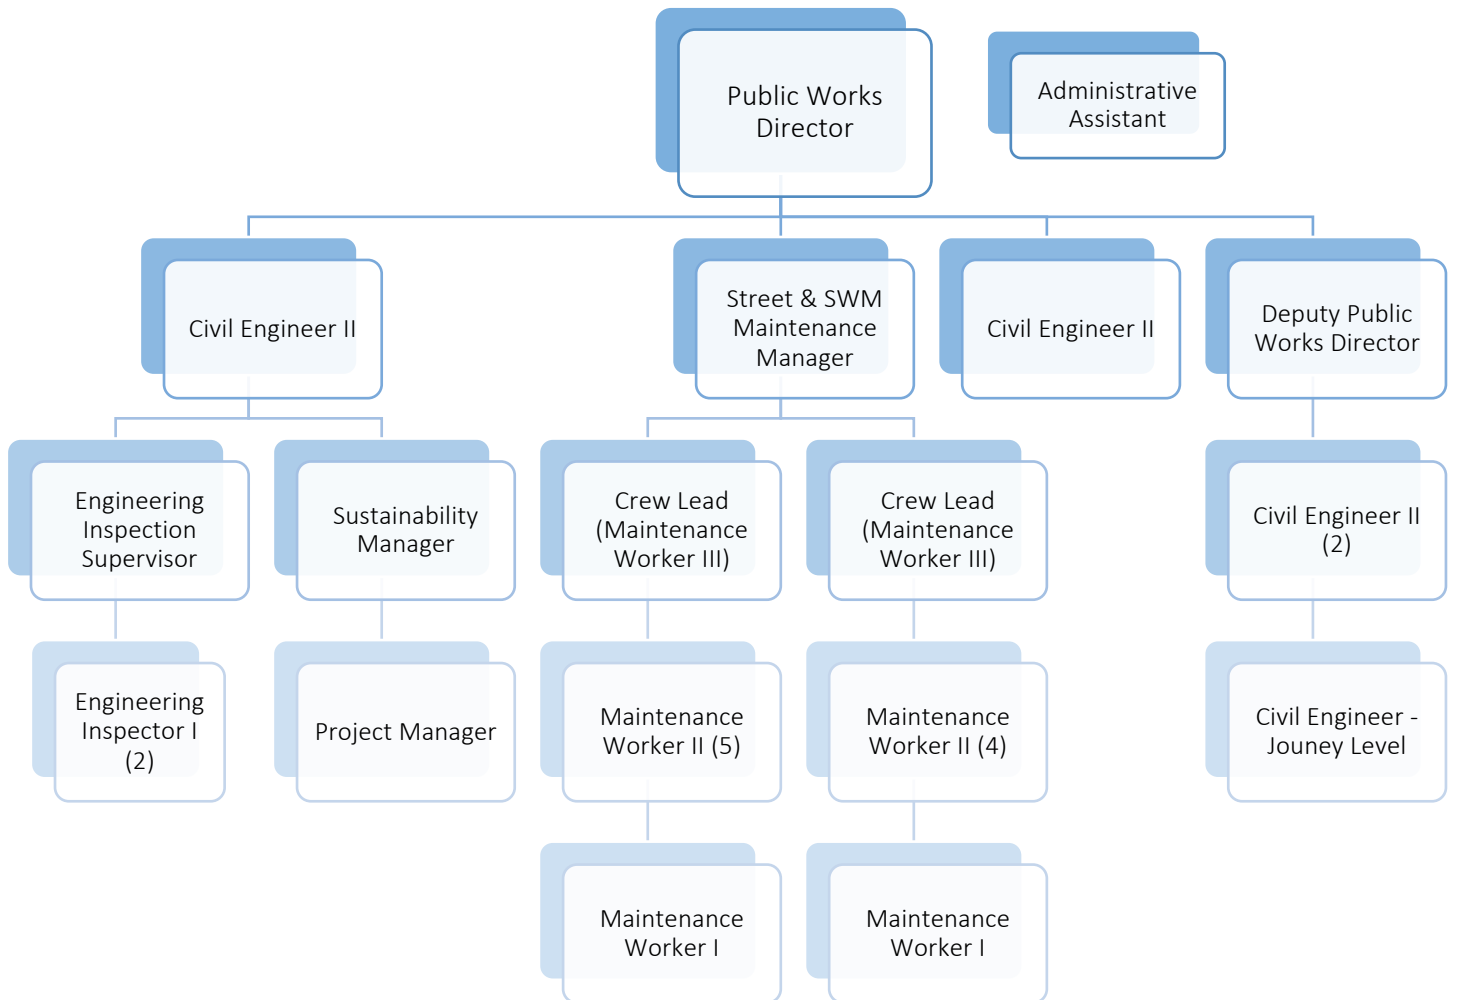 Public Works
Director
Administrative
Assistant
Civil Engineer II
Street & SWM
Maintenance
Manager
Civil Engineer II
Deputy Public
Works Director
Engineering
Inspection
Supervisor
Sustainability
Manager
Crew Lead
(Maintenance
Worker III)
Crew Lead
(Maintenance
Worker III)
Civil Engineer II
(2)
Engineering
Inspector I
(2)
Project Manager
Maintenance
Worker II (5)
Maintenance
Worker II (4)
Civil Engineer -
Jouney Level
Maintenance
Worker I
Maintenance
Worker I